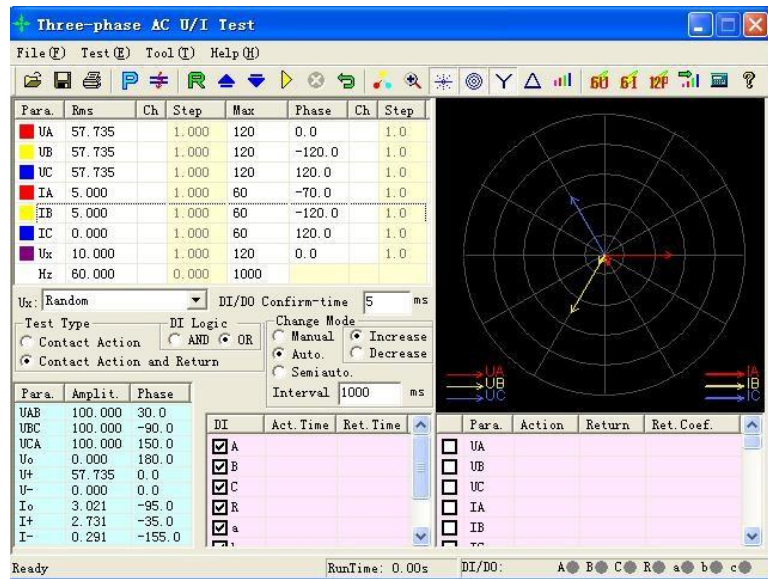 Three-phase AC U/I Test
File(F) Test(E) Tool(T) Help(H)
P R 6U 6I 12P ?
Para. Rms Ch Step Max Phase Ch Step
UA 57.735 1.000 120 0.0 1.0
UB 57.735 1.000 120 -120.0 1.0
UC 57.735 1.000 120 120.0 1.0
IA 5.000 1.000 60 -70.0 1.0
IB 5.000 1.000 60 -120.0 1.0
IC 0.000 1.000 60 120.0 1.0
Ux 10.000 1.000 120 0.0 1.0
Hz 60.000 0.000 1000
Ux: Random DI/DO Confirm-time 5 ms
Test Type DI Logic Change Mode
Contact Action AND OR Manual Increase
Contact Action and Return Auto. Decrease
Semiauto.
Interval 1000 ms
UA
UB
UC
IA
IB
IC
Para. Amplit. Phase
UAB 100.000 30.0
UBC 100.000 -90.0
UCA 100.000 150.0
Uo 0.000 180.0
U+ 57.735 0.0
U- 0.000 0.0
Io 3.021 -95.0
I+ 2.731 -35.0
I- 0.291 -155.0
DI Act.Time Ret.Time
A
B
C
R
a
Para. Action Return Ret.Coef.
UA
UB
UC
IA
IB
Ready RunTime: 0.00s DI/DO: A B C R a b c